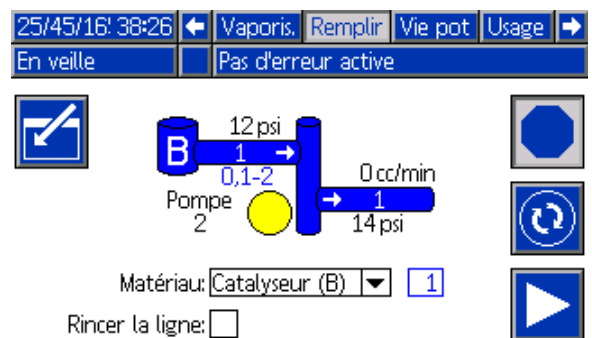 25/45/16 38:26 Vaporis. Remplir Vie pot Usage
En veille Pas d'erreur active
12 psi
B 1
0,1-2
0 cc/min
Pompe 2
1
14 psi
Matériau: Catalyseur (B) 1
Rincer la ligne: